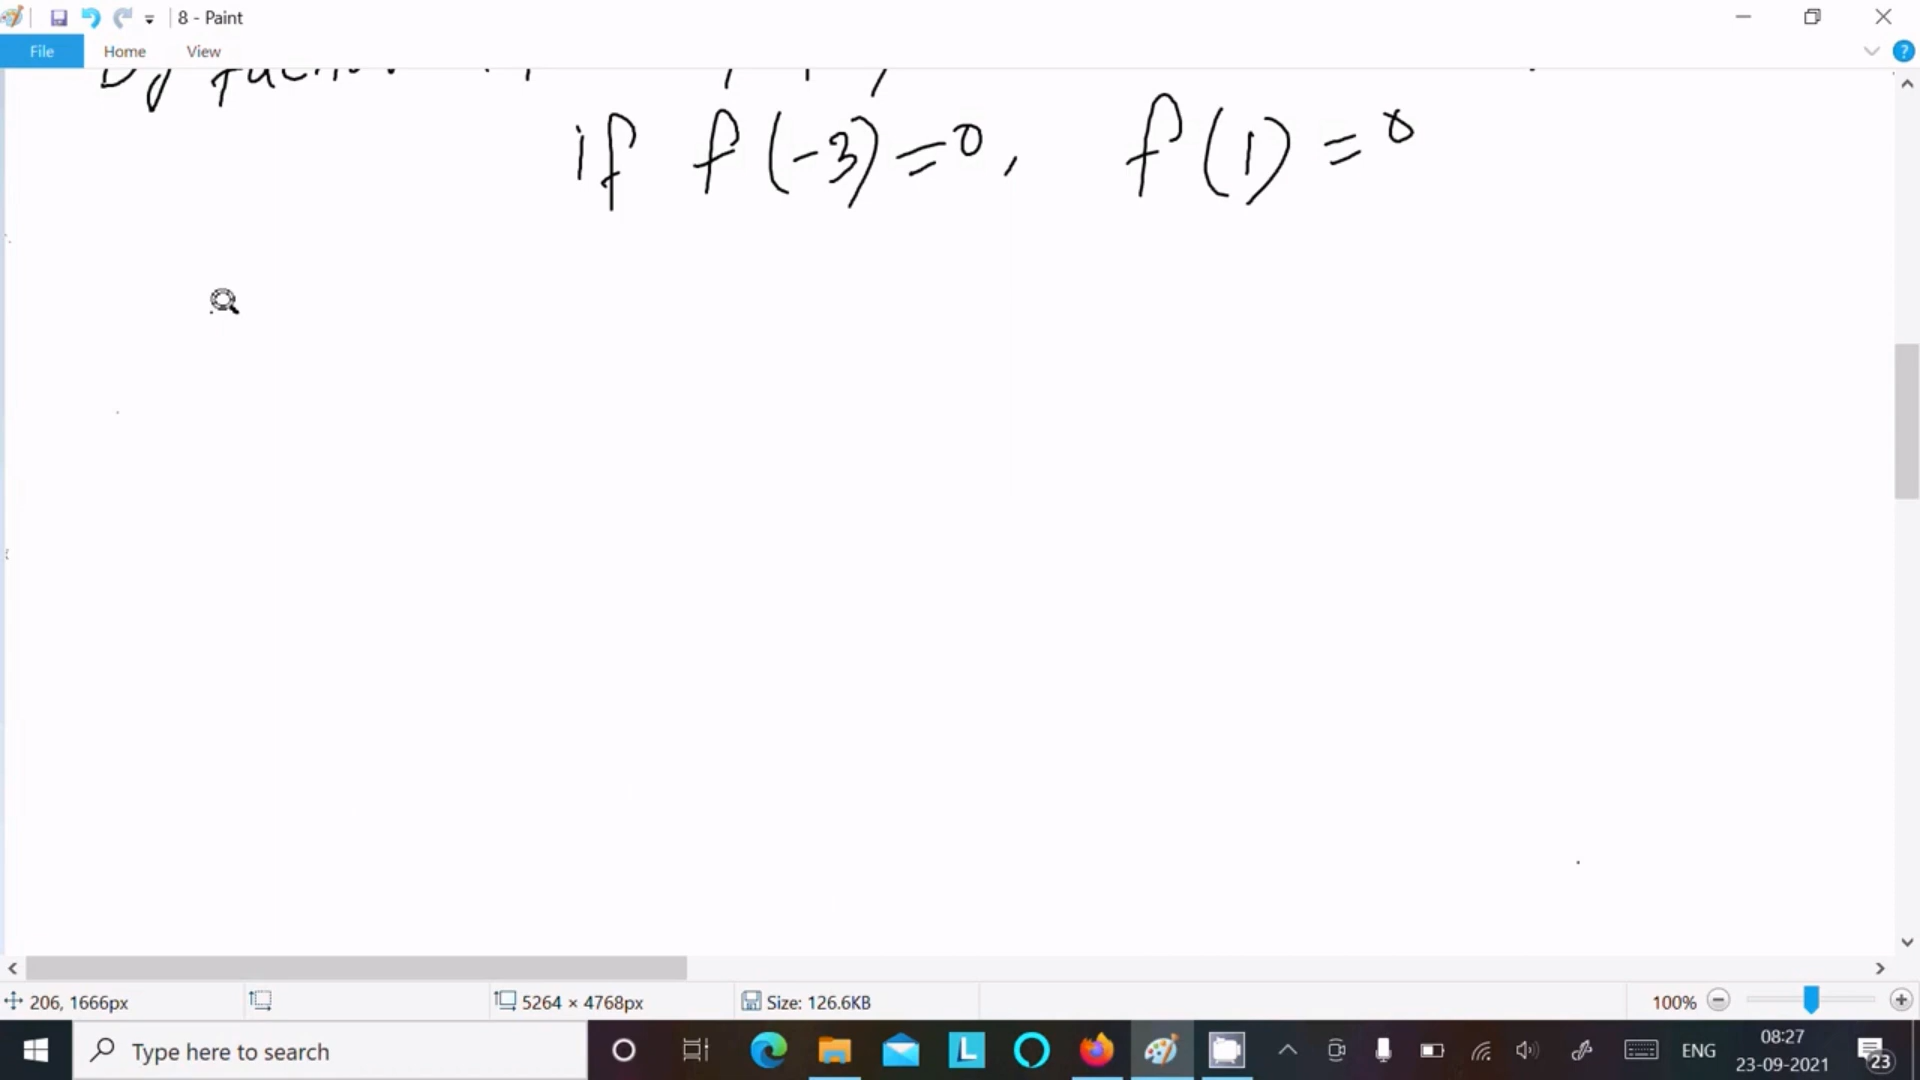 8 - Paint
File Home View
By
if f(-3)=0, f(1)=0
206, 1666px
5264 × 4768px
Size: 126.6KB
100%
Type here to search
L
ENG
08:27
23-09-2021
23